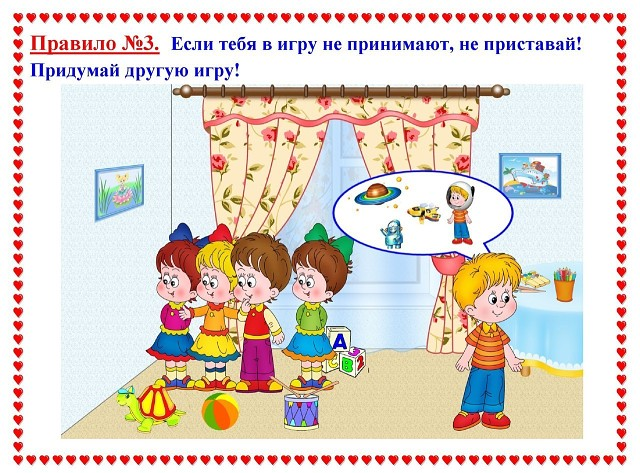 Правило №3. Если тебя в игру не принимают, не приставай!
Придумай другую игру!
А
Б
В